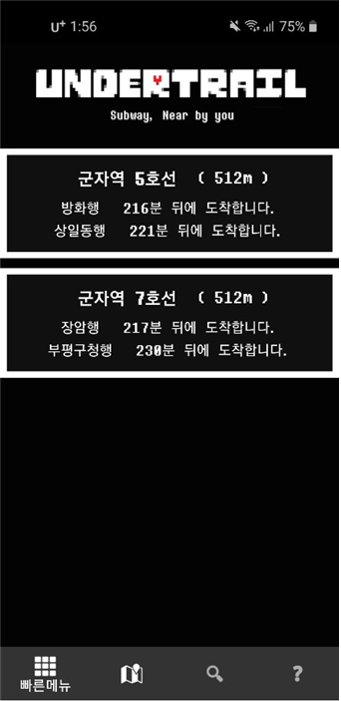 U+ 1:56 75%
UNDERTRAIL
Subway, Near by you
군자역 5호선 ( 512m )
방화행 216분 뒤에 도착합니다.
상일동행 221분 뒤에 도착합니다.
군자역 7호선 ( 512m )
장암행 217분 뒤에 도착합니다.
부평구청행 230분 뒤에 도착합니다.
빠른메뉴
?